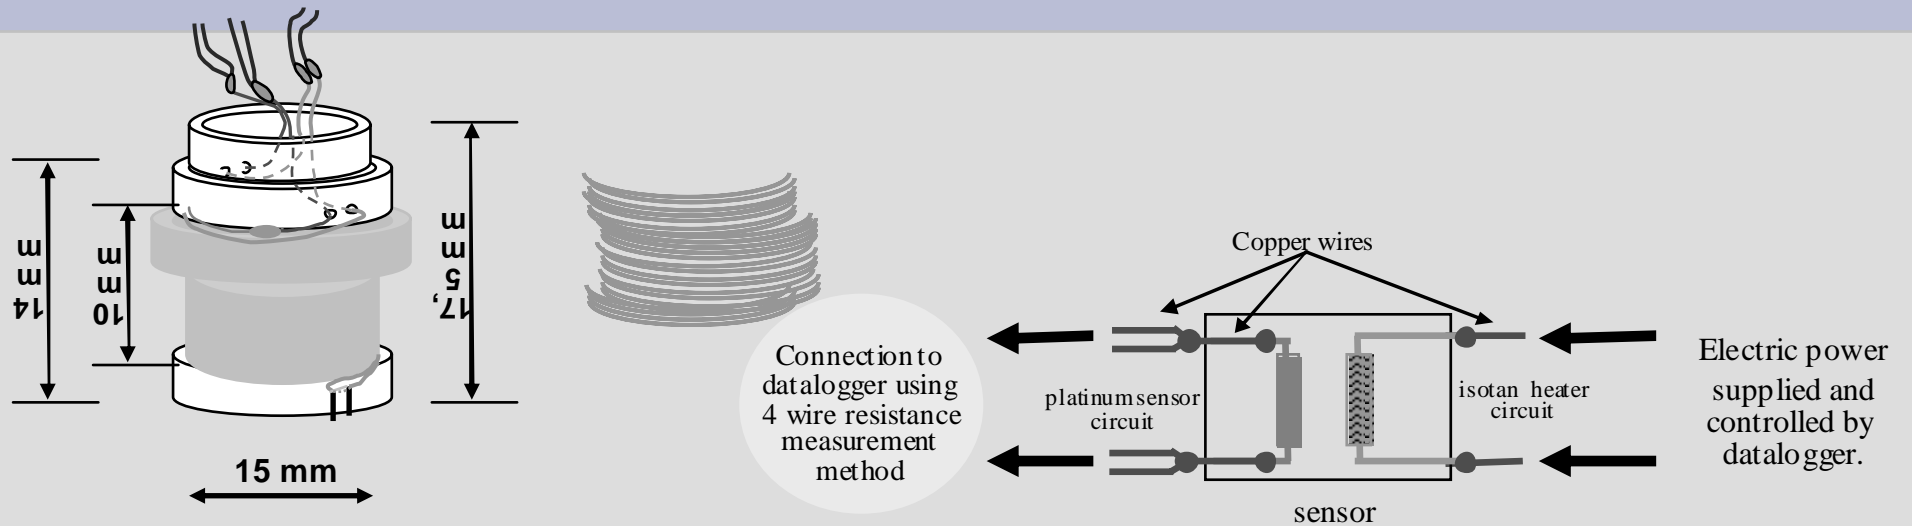 14 mm
10 mm
17,5 mm
15 mm
Copper wires
Connection to
datalogger using
4 wire resistance
measurement
method
platinum sensor
circuit
isotan heater
circuit
Electric power
supplied and
controlled by
datalogger.
sensor